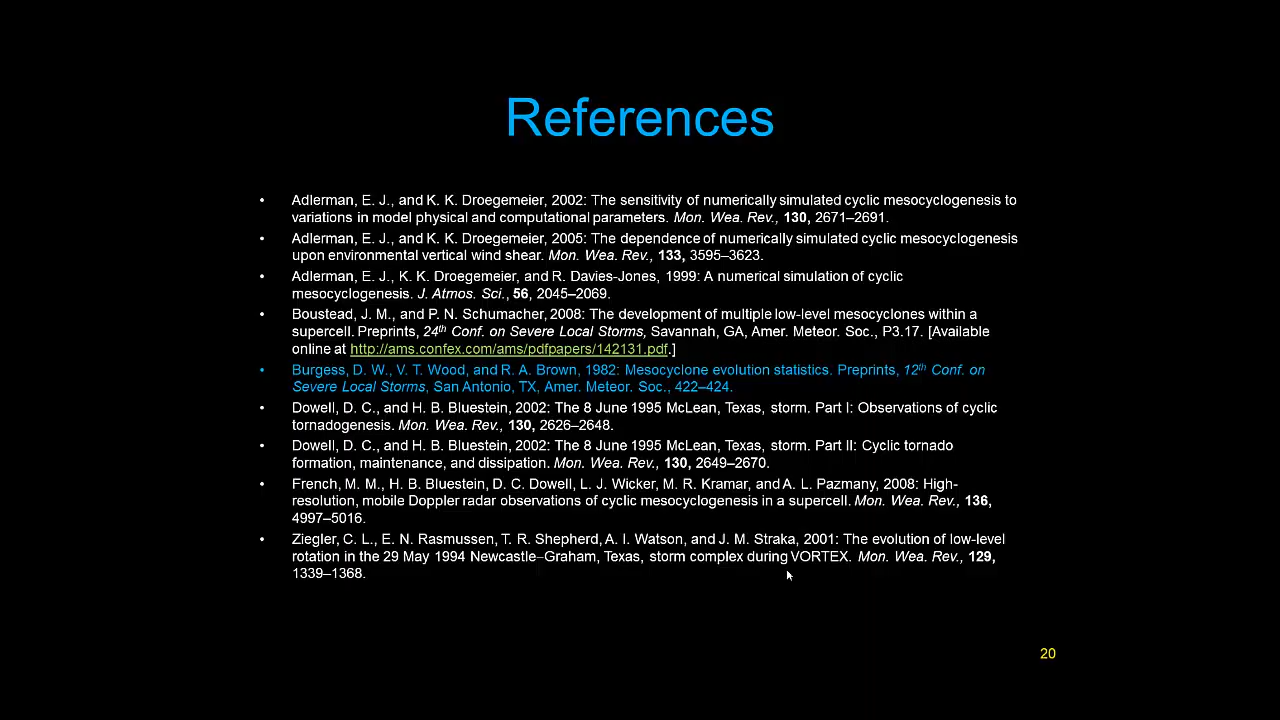 References
• Adlerman, E. J., and K. K. Droegemeier, 2002: The sensitivity of numerically simulated cyclic mesocyclogenesis to
variations in model physical and computational parameters. Mon. Wea. Rev., 130, 2671–2691.
• Adlerman, E. J., and K. K. Droegemeier, 2005: The dependence of numerically simulated cyclic mesocyclogenesis
upon environmental vertical wind shear. Mon. Wea. Rev., 133, 3595–3623.
• Adlerman, E. J., K. K. Droegemeier, and R. Davies-Jones, 1999: A numerical simulation of cyclic
mesocyclogenesis. J. Atmos. Sci., 56, 2045–2069.
• Boustead, J. M., and P. N. Schumacher, 2008: The development of multiple low-level mesocyclones within a
supercell. Preprints, 24th Conf. on Severe Local Storms, Savannah, GA, Amer. Meteor. Soc., P3.17. [Available
online at http://ams.confex.com/ams/pdfpapers/142131.pdf.]
• Burgess, D. W., V. T. Wood, and R. A. Brown, 1982: Mesocyclone evolution statistics. Preprints, 12th Conf. on
Severe Local Storms, San Antonio, TX, Amer. Meteor. Soc., 422–424.
• Dowell, D. C., and H. B. Bluestein, 2002: The 8 June 1995 McLean, Texas, storm. Part I: Observations of cyclic
tornadogenesis. Mon. Wea. Rev., 130, 2626–2648.
• Dowell, D. C., and H. B. Bluestein, 2002: The 8 June 1995 McLean, Texas, storm. Part II: Cyclic tornado
formation, maintenance, and dissipation. Mon. Wea. Rev., 130, 2649–2670.
• French, M. M., H. B. Bluestein, D. C. Dowell, L. J. Wicker, M. R. Kramar, and A. L. Pazmany, 2008: High-
resolution, mobile Doppler radar observations of cyclic mesocyclogenesis in a supercell. Mon. Wea. Rev., 136,
4997–5016.
• Ziegler, C. L., E. N. Rasmussen, T. R. Shepherd, A. I. Watson, and J. M. Straka, 2001: The evolution of low-level
rotation in the 29 May 1994 Newcastle–Graham, Texas, storm complex during VORTEX. Mon. Wea. Rev., 129,
1339–1368.
20